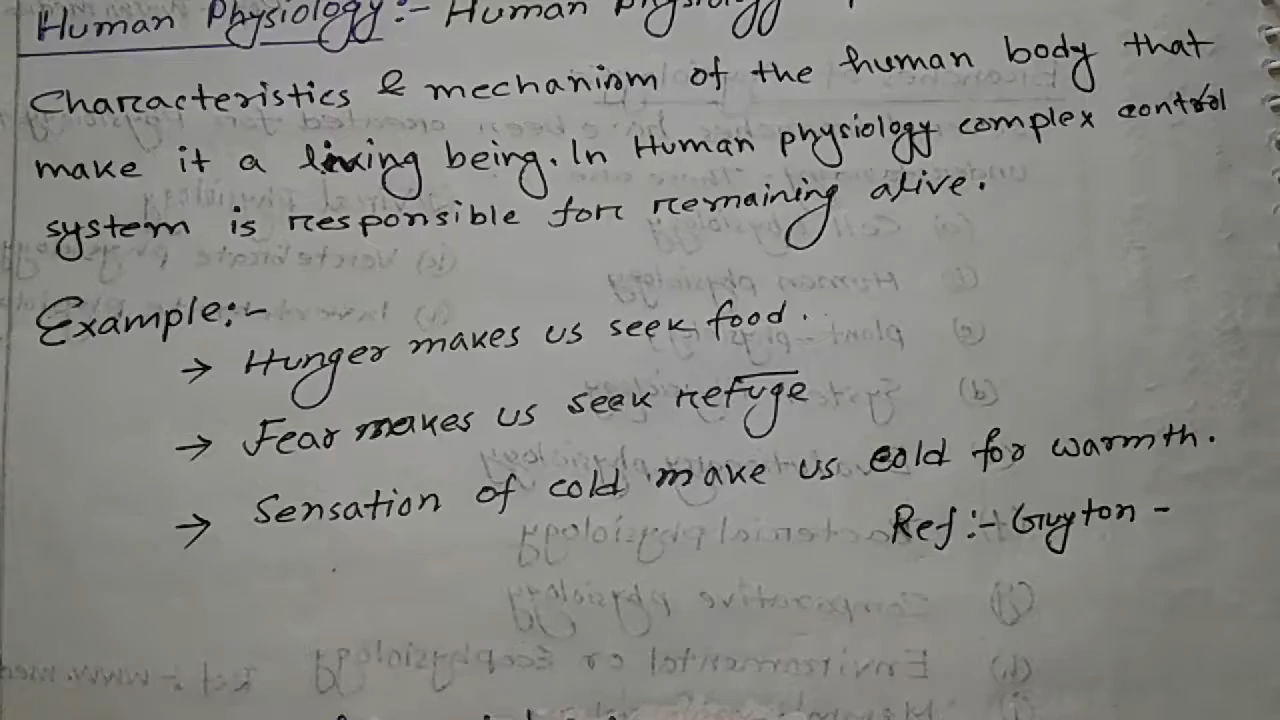 Human Physiology:- Human Physiology
Characteristics & mechanism of the human body that
make it a living being. In Human physiology complex control
system is responsible for remaining alive.
Example:-
→ Hunger makes us seek food.
→ Fear makes us seek refuge
→ Sensation of cold make us cold for warmth.
Ref:- Guyton -